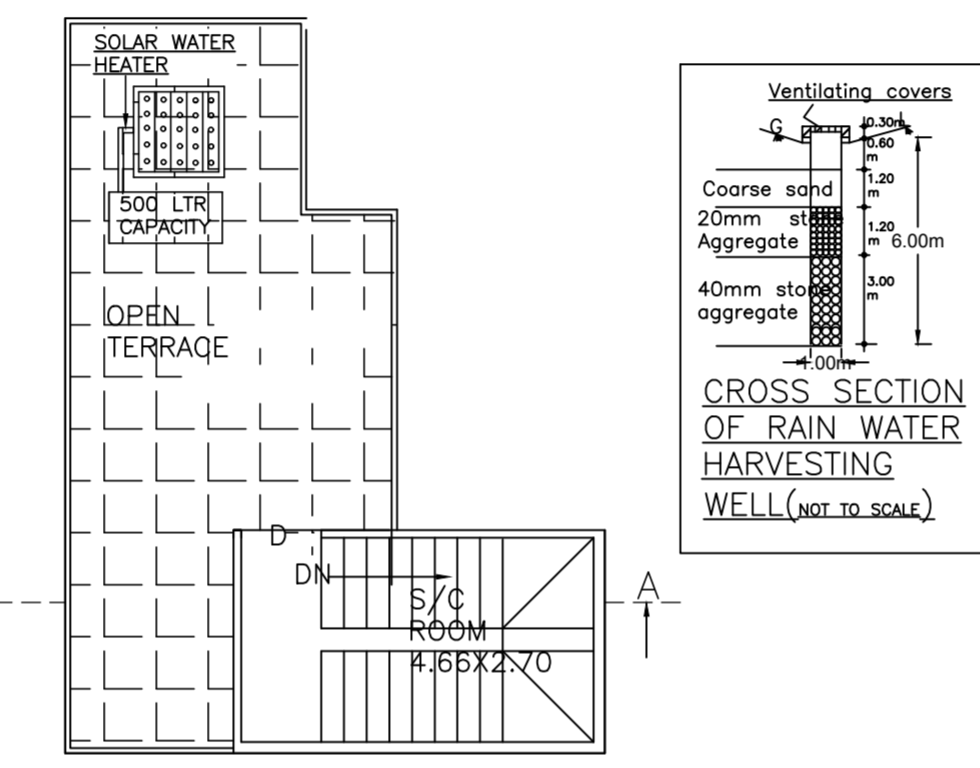 SOLAR WATER
HEATER
500 LTR
CAPACITY
OPEN
TERRACE
D
DN
S/C
ROOM
4.66X2.70
A
Ventilating covers
G
L
0.30m
0.60
m
1.20
m
Coarse sand
20mm stone
Aggregate
1.20
m
6.00m
40mm stone
aggregate
3.00
m
1.00m
CROSS SECTION
OF RAIN WATER
HARVESTING
WELL(NOT TO SCALE)